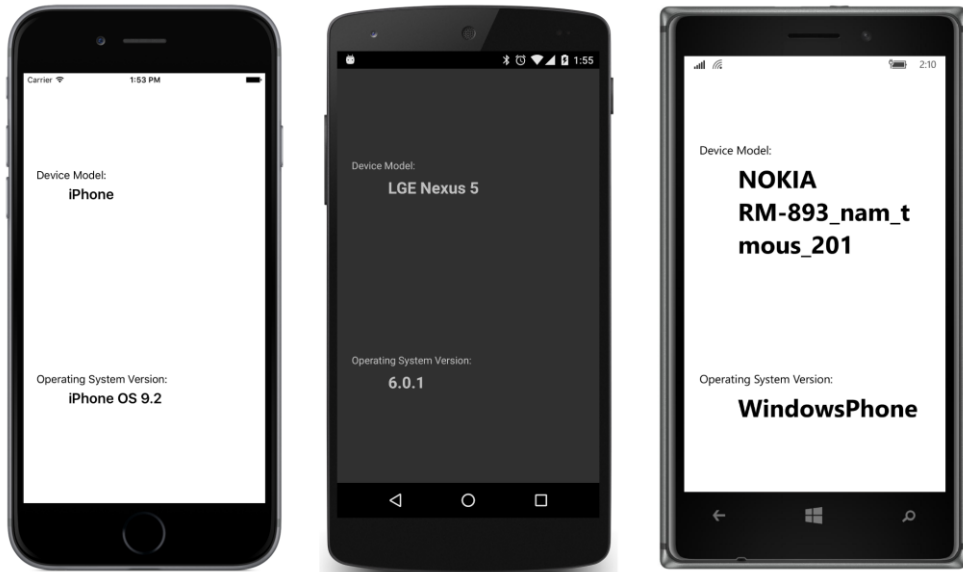 Carrier
1:53 PM
Device Model:
iPhone
Operating System Version:
iPhone OS 9.2
1:55
Device Model:
LGE Nexus 5
Operating System Version:
6.0.1
2:10
Device Model:
NOKIA
RM-893_nam_t
mous_201
Operating System Version:
WindowsPhone